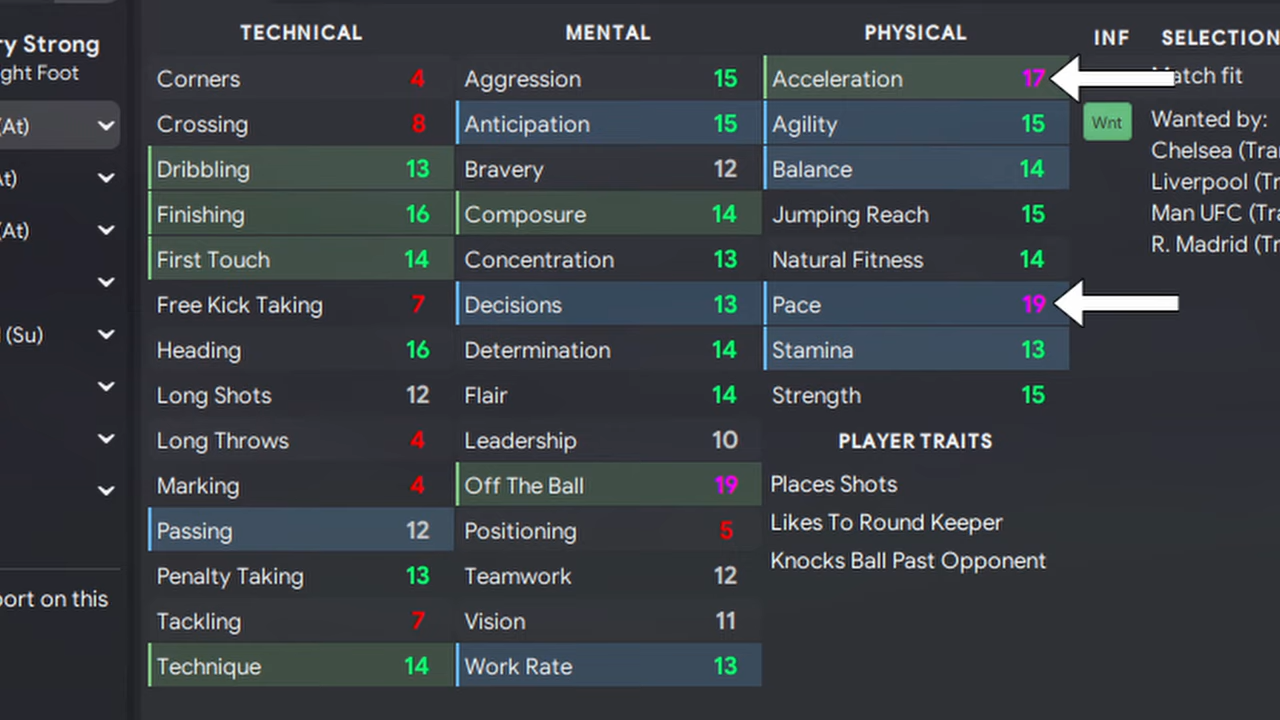 ry Strong
ght Foot
(At)
At)
(At)
(Su)
ort on this
TECHNICAL
Corners 4
Crossing 8
Dribbling 13
Finishing 16
First Touch 14
Free Kick Taking 7
Heading 16
Long Shots 12
Long Throws 4
Marking 4
Passing 12
Penalty Taking 13
Tackling 7
Technique 14
MENTAL
Aggression 15
Anticipation 15
Bravery 12
Composure 14
Concentration 13
Decisions 13
Determination 14
Flair 14
Leadership 10
Off The Ball 19
Positioning 5
Teamwork 12
Vision 11
Work Rate 13
PHYSICAL
Acceleration 17
Agility 15
Balance 14
Jumping Reach 15
Natural Fitness 14
Pace 19
Stamina 13
Strength 15
PLAYER TRAITS
Places Shots
Likes To Round Keeper
Knocks Ball Past Opponent
INF SELECTION
Match fit
Wnt Wanted by:
Chelsea (Tra
Liverpool (Tr
Man UFC (Tra
R. Madrid (Tr